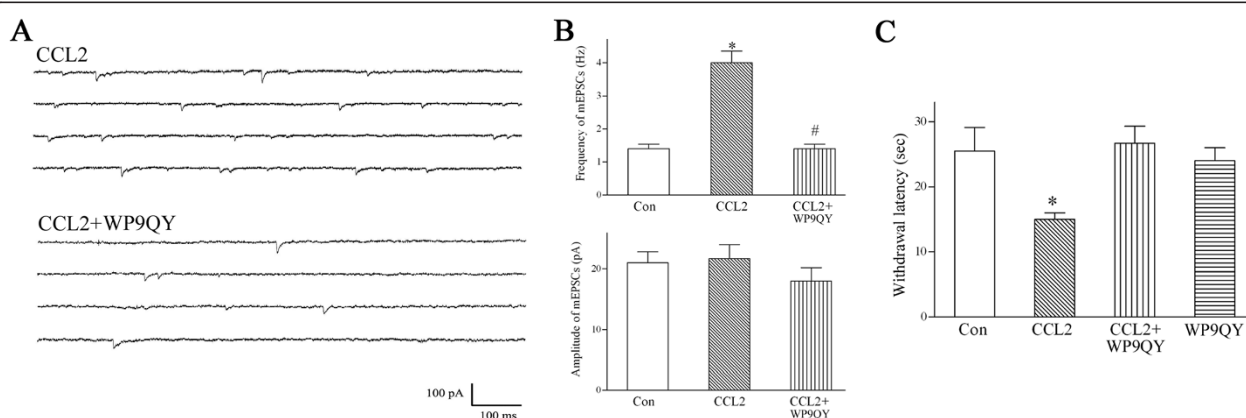 A
CCL2
CCL2+WP9QY
100 pA
100 ms
B
Frequency of mEPSCs (Hz)
4
2
0
*
#
Con
CCL2
CCL2+
WP9QY
Amplitude of mEPSCs (pA)
20
10
0
Con
CCL2
CCL2+
WP9QY
C
Withdrawal latency (sec)
30
20
10
0
*
Con
CCL2
CCL2+
WP9QY
WP9QY